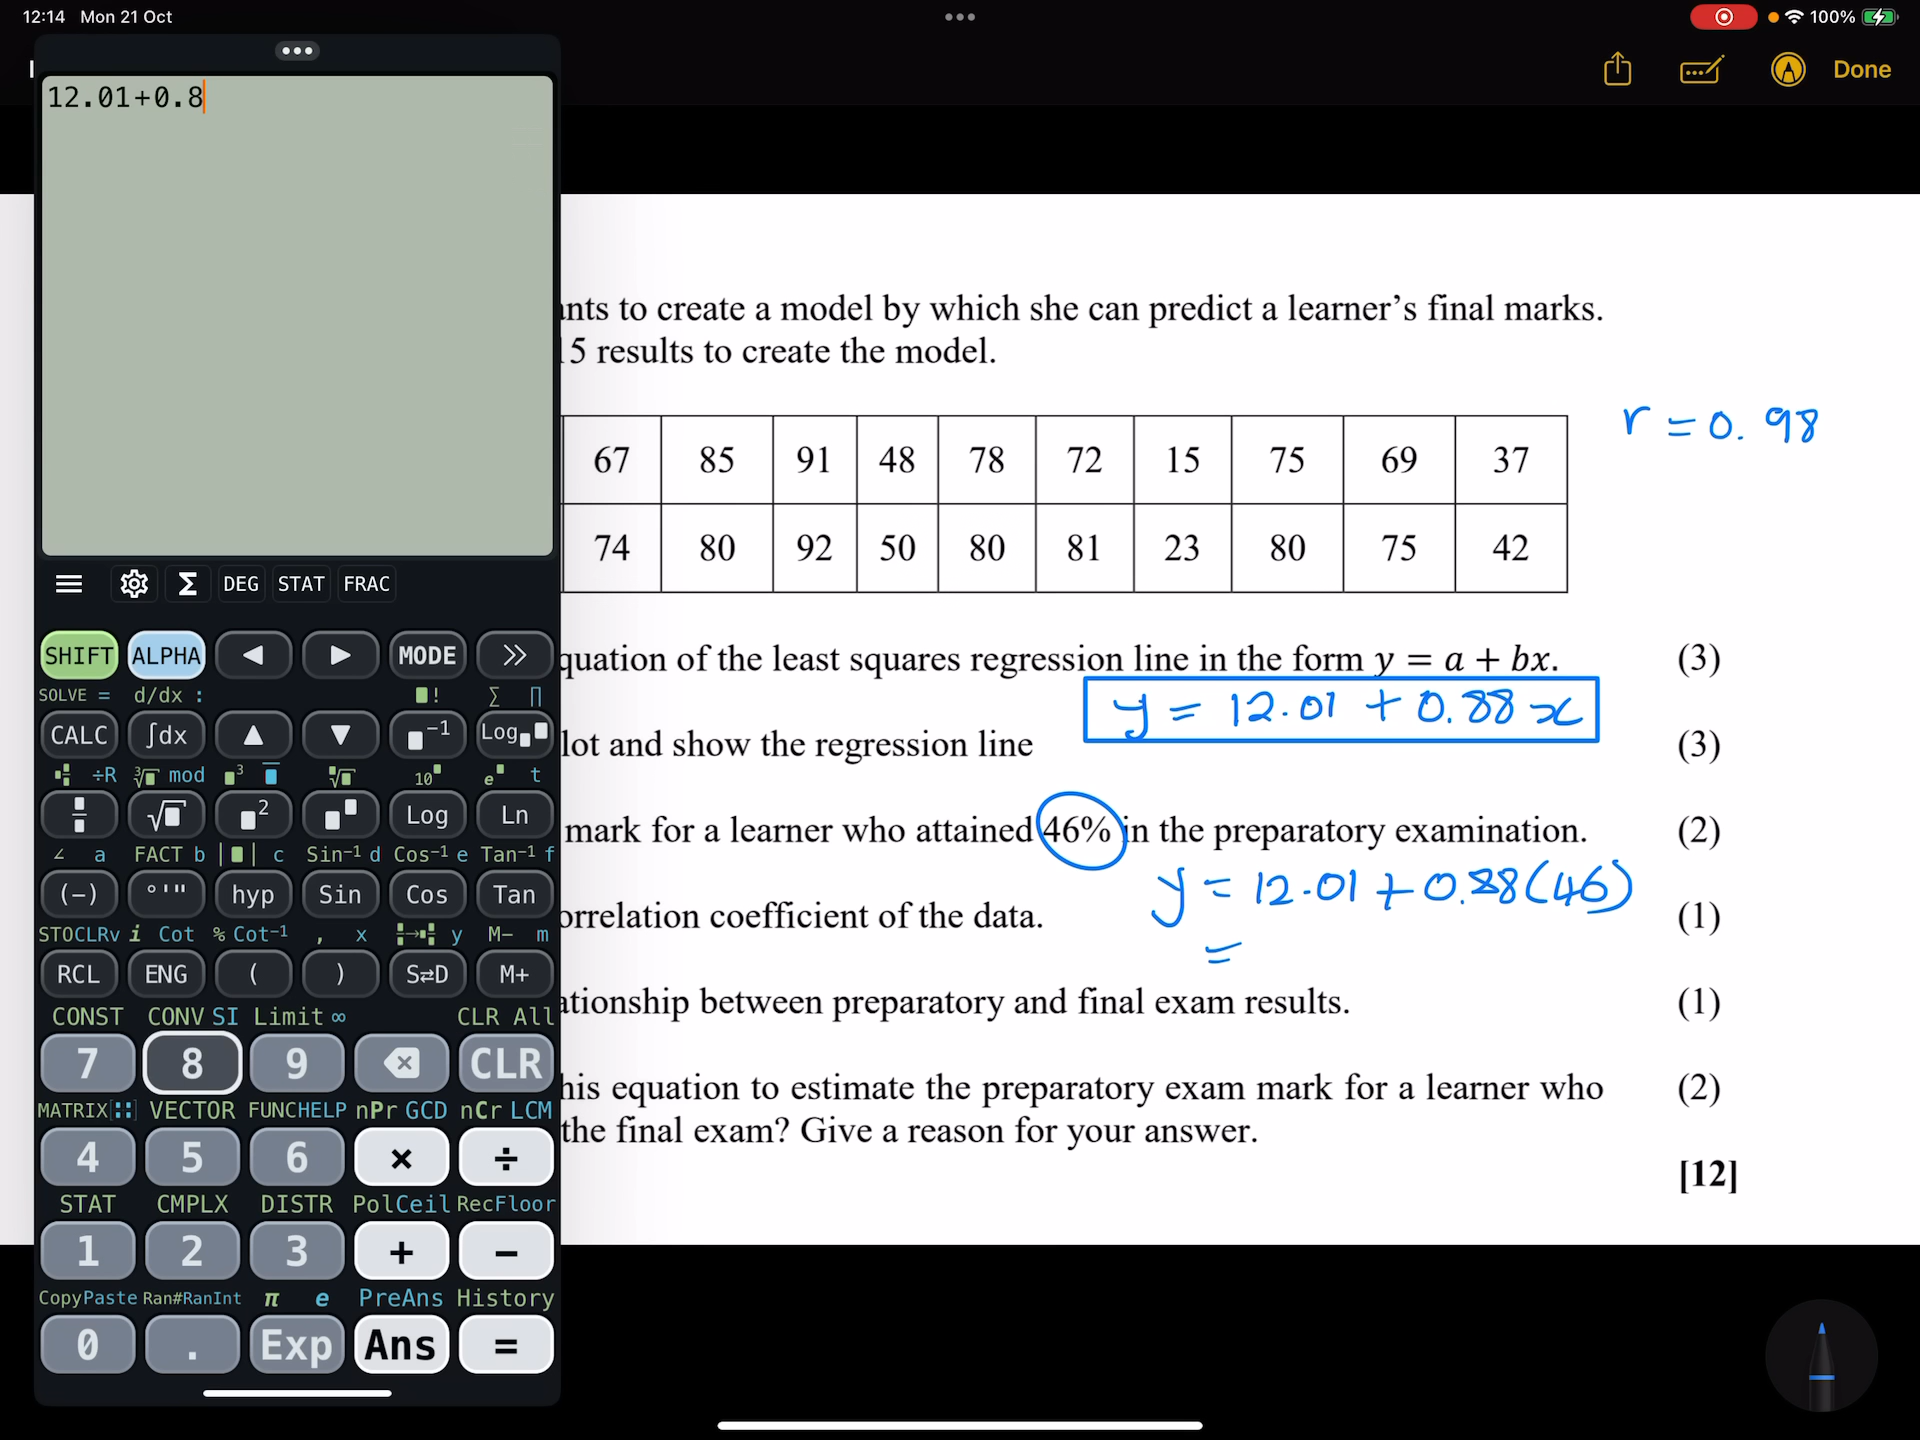 12:14 Mon 21 Oct
100%
Done
12.01+0.8
DEG STAT FRAC
SHIFT ALPHA ◀ ▶ MODE >>
SOLVE = d/dx : ! ∑ ∏
CALC ∫dx ▲ ▼ ■⁻¹ Log
÷R ∛ mod ■³ 10 e t
√ ■² Log Ln
∠ a FACT b |■| c Sin⁻¹ d Cos⁻¹ e Tan⁻¹ f
(−) °'" hyp Sin Cos Tan
STO CLRv i Cot % Cot⁻¹ , x y M− m
RCL ENG ( ) S⇄D M+
CONST CONV SI Limit ∞ CLR All
7 8 9 CLR
MATRIX VECTOR FUNC HELP nPr GCD nCr LCM
4 5 6 × ÷
STAT CMPLX DISTR Pol Ceil Rec Floor
1 2 3 + −
Copy Paste Ran# RanInt π e PreAns History
0 . Exp Ans =
nts to create a model by which she can predict a learner's final marks.
15 results to create the model.
r = 0.98
67 85 91 48 78 72 15 75 69 37
74 80 92 50 80 81 23 80 75 42
quation of the least squares regression line in the form y = a + bx. (3)
y = 12.01 + 0.88x
lot and show the regression line (3)
mark for a learner who attained 46% in the preparatory examination. (2)
y = 12.01 + 0.88(46)
orrelation coefficient of the data. (1)
=
ationship between preparatory and final exam results. (1)
his equation to estimate the preparatory exam mark for a learner who (2)
the final exam? Give a reason for your answer.
[12]